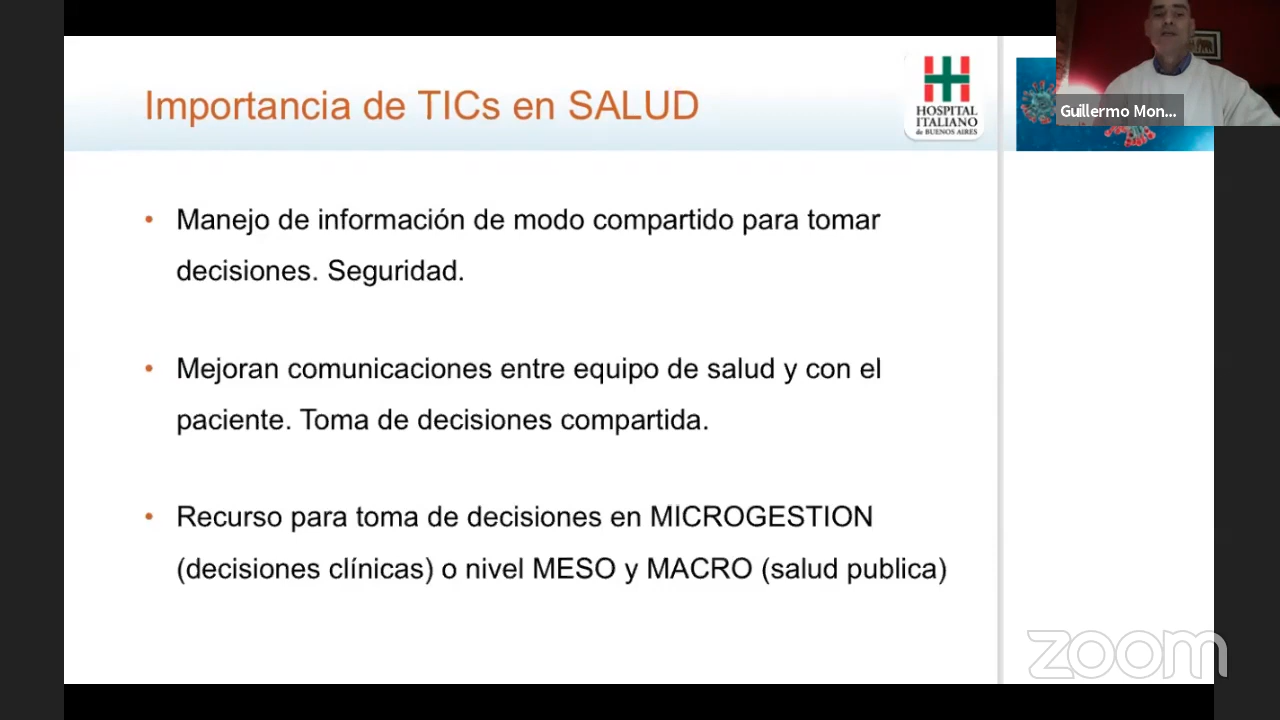 Importancia de TICs en SALUD
HOSPITAL
ITALIANO
de BUENOS AIRES
Guillermo Mon...
• Manejo de información de modo compartido para tomar
decisiones. Seguridad.
• Mejoran comunicaciones entre equipo de salud y con el
paciente. Toma de decisiones compartida.
• Recurso para toma de decisiones en MICROGESTION
(decisiones clínicas) o nivel MESO y MACRO (salud publica)
zoom